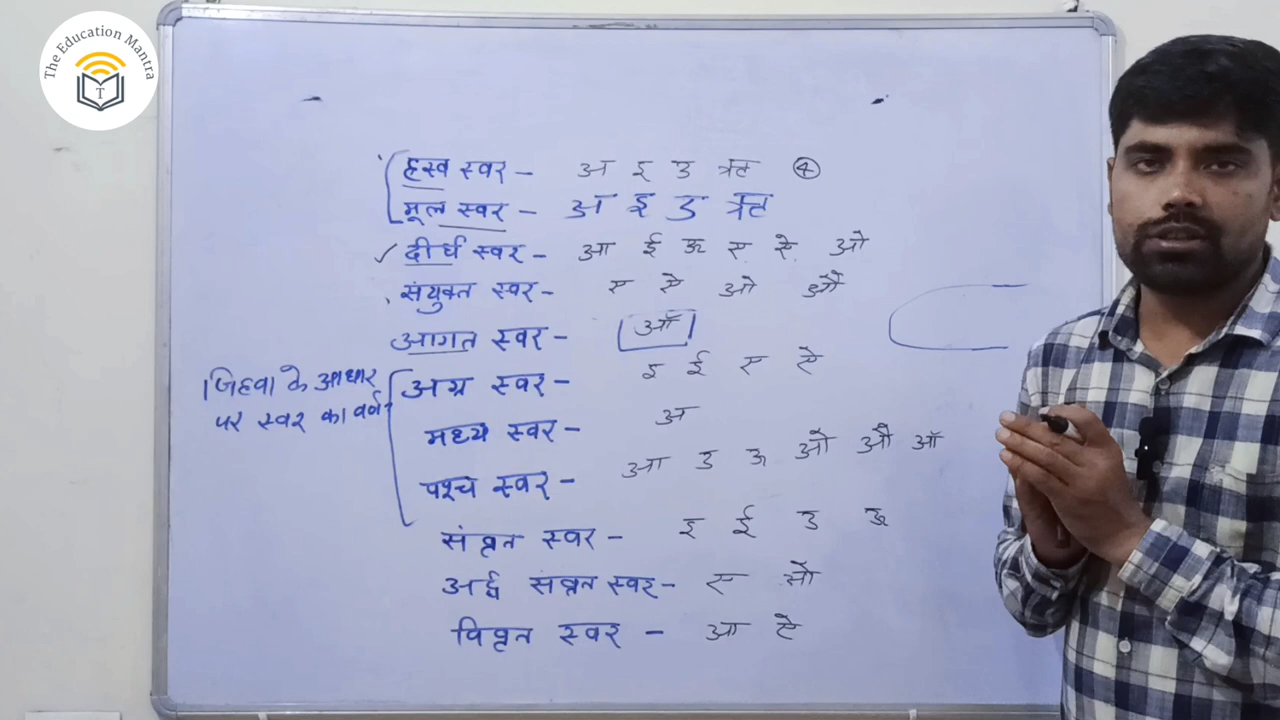 The Education Mantra
T
ह्रस्व स्वर - अ इ उ ऋ ④
मूल स्वर - अ इ उ ऋ
✓ दीर्घ स्वर - आ ई ऊ ए ऐ ओ
संयुक्त स्वर - ए ऐ ओ औ
आगत स्वर - ऑ
जिहवा के आधार
पर स्वर का वर्ग
अग्र स्वर - इ ई ए ऐ
मध्य स्वर - अ
पश्च स्वर - आ उ ऊ ओ औ ऑ
संवृत स्वर - इ ई उ ऊ
अर्द्ध संवृत स्वर - ए ओ
विवृत स्वर - आ ऐ